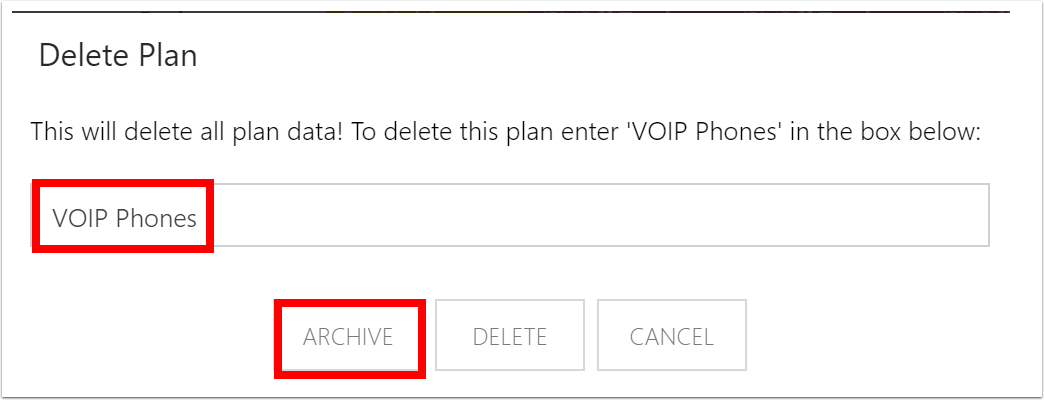 Delete Plan
This will delete all plan data! To delete this plan enter 'VOIP Phones' in the box below:
VOIP Phones
ARCHIVE DELETE CANCEL